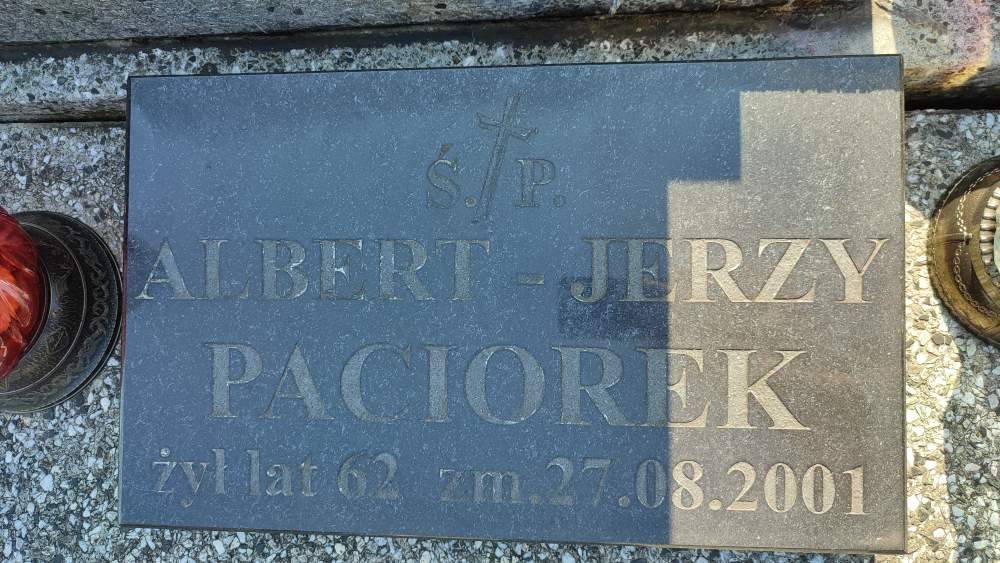 Ś. P.
ALBERT - JERZY
PACIOREK
żył lat 62 zm.27.08.2001